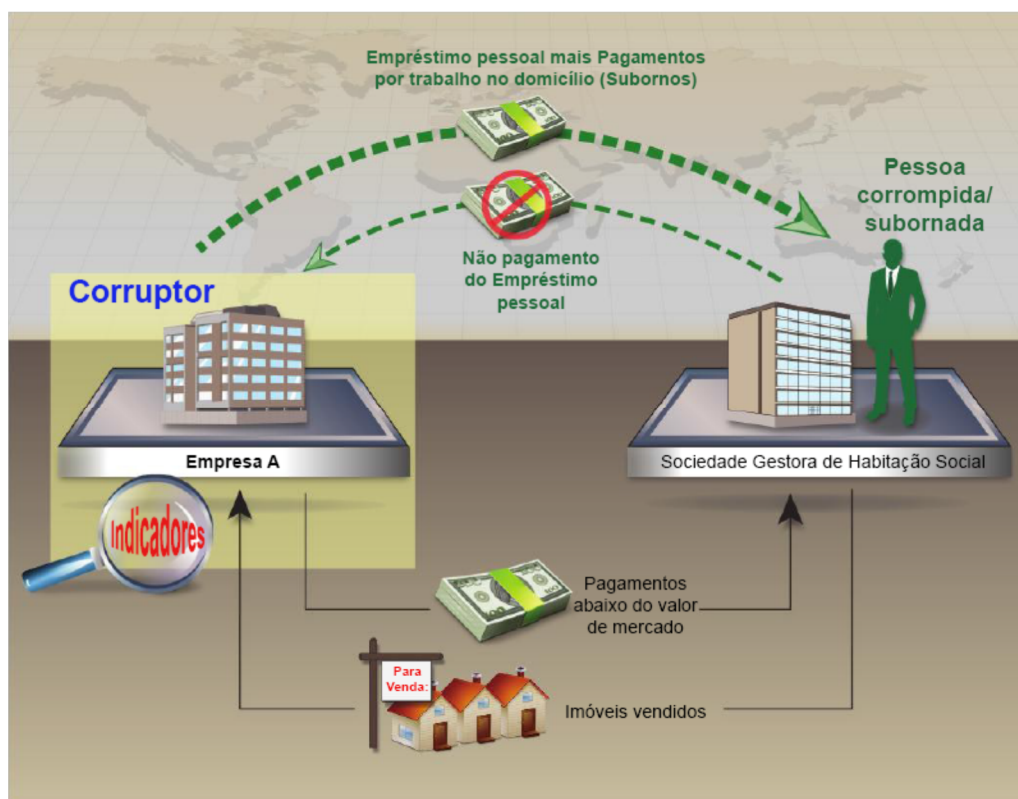 Empréstimo pessoal mais Pagamentos
por trabalho no domicílio (Subornos)
Pessoa
corrompida/
subornada
Não pagamento
do Empréstimo
pessoal
Corruptor
Empresa A
Sociedade Gestora de Habitação Social
Indicadores
Pagamentos
abaixo do valor
de mercado
Para
Venda:
Imóveis vendidos